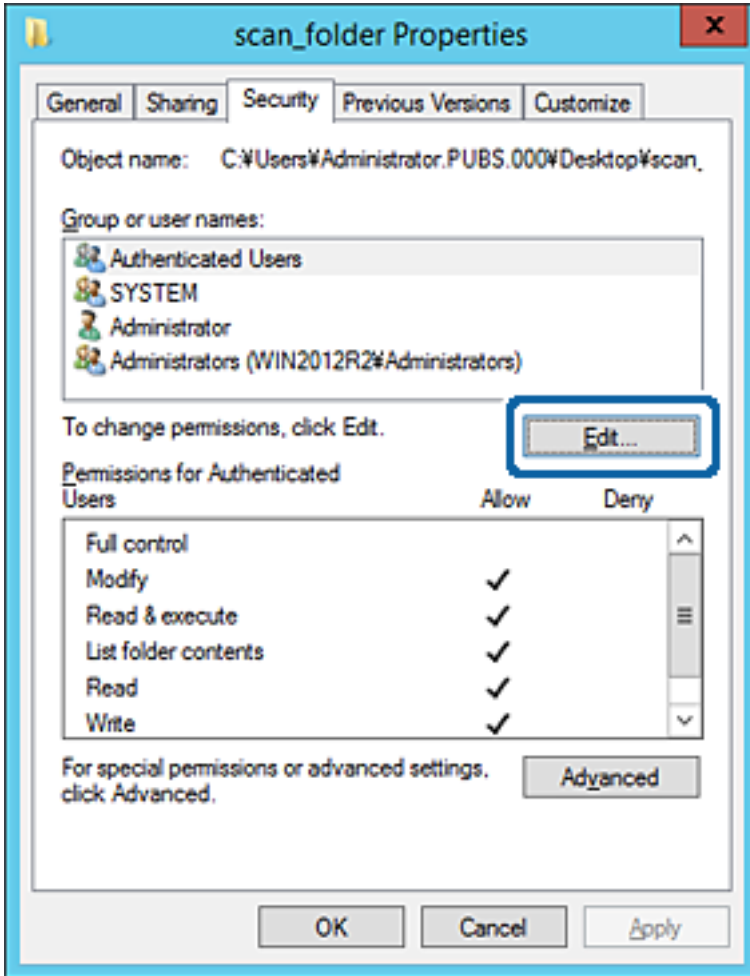 scan_folder Properties
x
General Sharing Security Previous Versions Customize
Object name: C:¥Users¥Administrator.PUBS.000¥Desktop¥scan_
Group or user names:
Authenticated Users
SYSTEM
Administrator
Administrators (WIN2012R2¥Administrators)
To change permissions, click Edit.
Edit...
Permissions for Authenticated
Users Allow Deny
Full control
Modify
Read & execute
List folder contents
Read
Write
For special permissions or advanced settings,
click Advanced.
Advanced
OK Cancel Apply